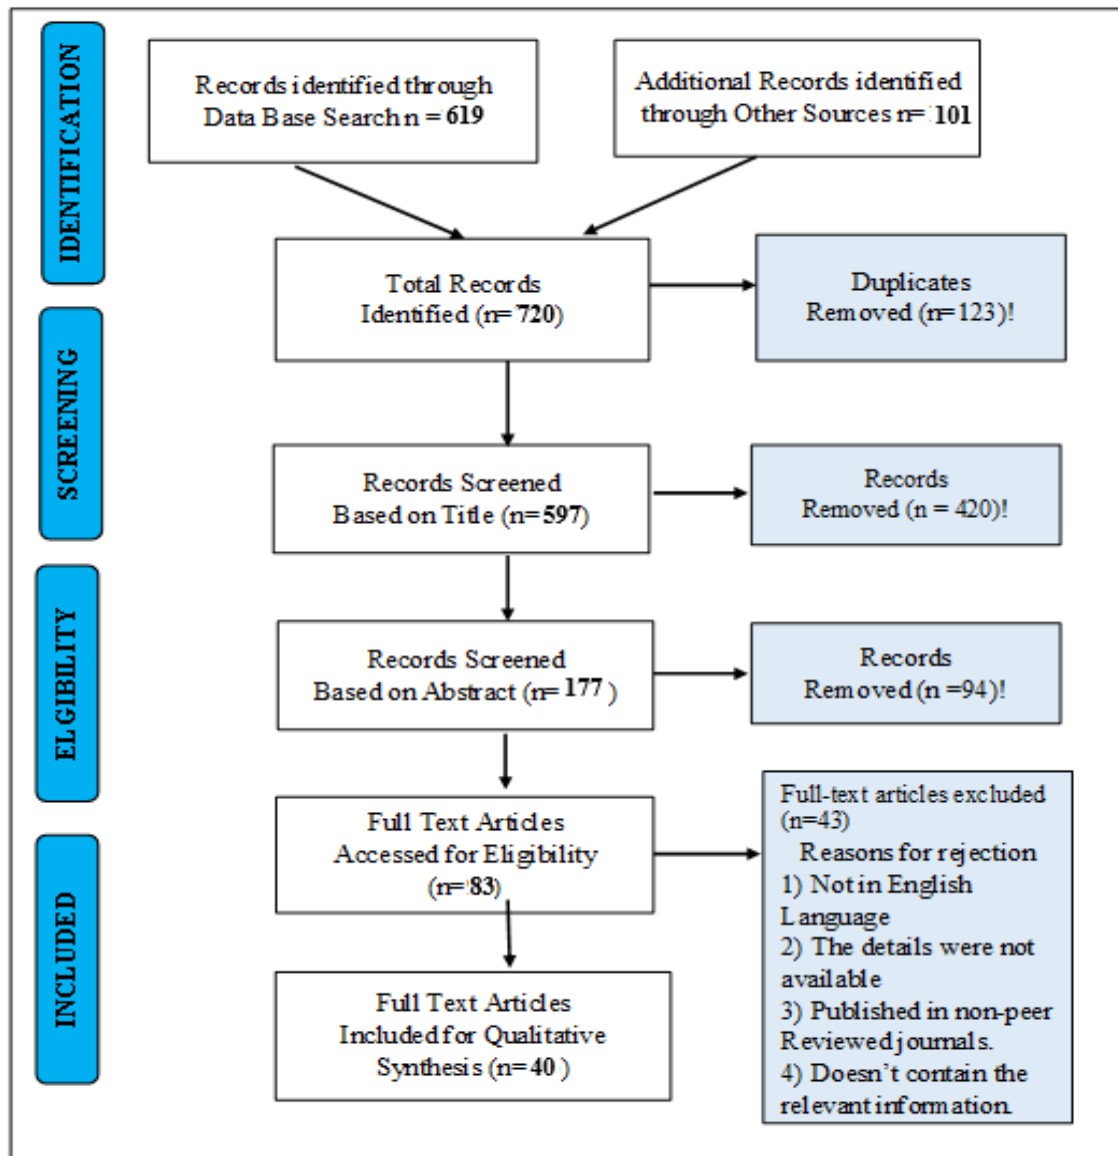 IDENTIFICATION
Records identified through
Data Base Search n = 619
Additional Records identified
through Other Sources n= 101
Total Records
Identified (n= 720)
Duplicates
Removed (n=123)!
SCREENING
Records Screened
Based on Title (n=597)
Records
Removed (n = 420)!
ELGIBILITY
Records Screened
Based on Abstract (n= 177 )
Records
Removed (n =94)!
Full Text Articles
Accessed for Eligibility
(n=83)
Full-text articles excluded
(n=43)
Reasons for rejection
1) Not in English
Language
2) The details were not
available
3) Published in non-peer
Reviewed journals.
4) Doesn't contain the
relevant information.
INCLUDED
Full Text Articles
Included for Qualitative
Synthesis (n= 40 )